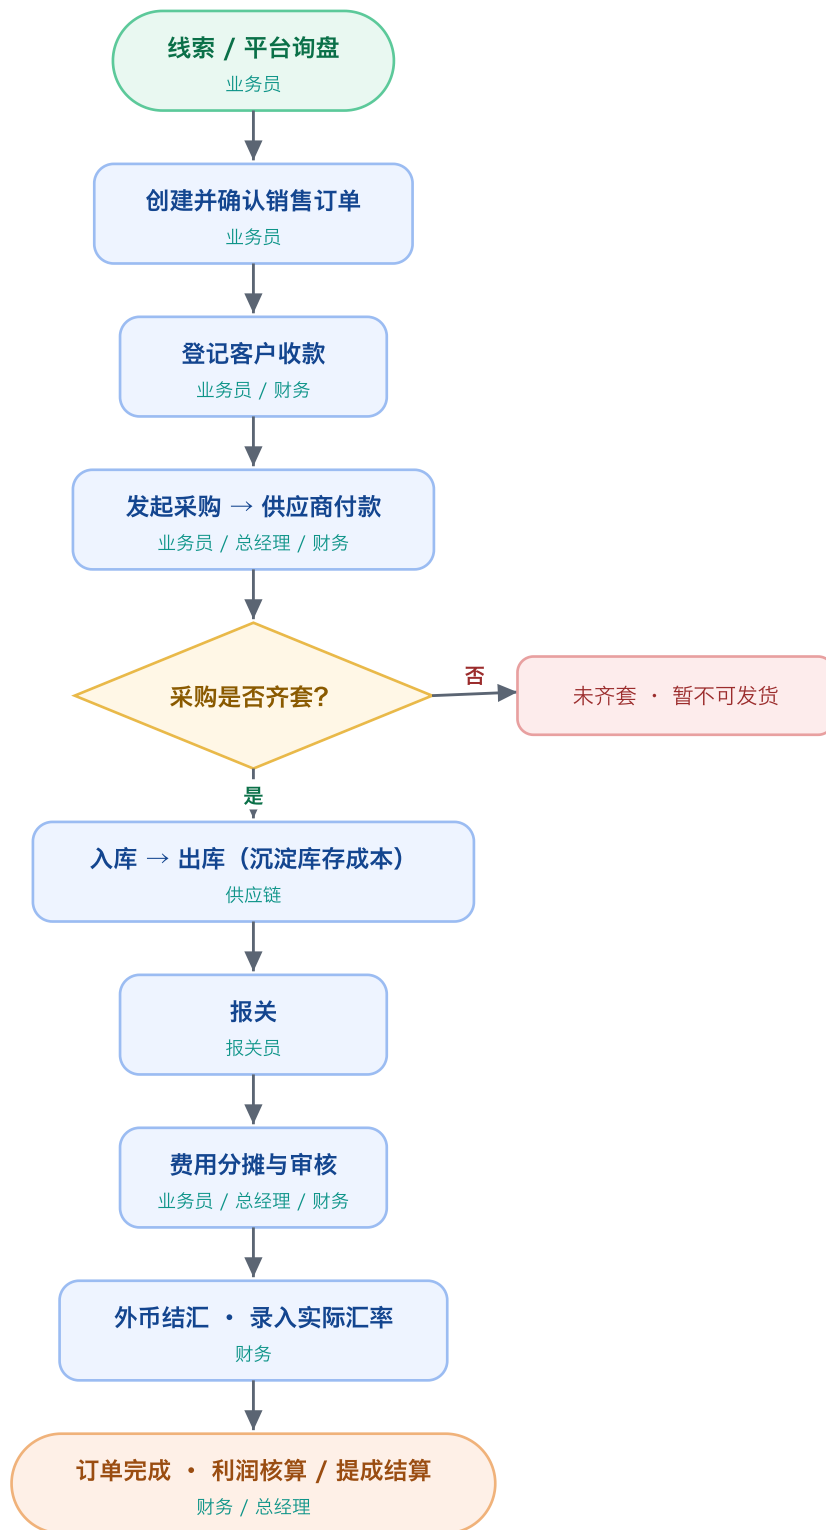 线索 / 平台询盘
业务员
创建并确认销售订单
业务员
登记客户收款
业务员 / 财务
发起采购 → 供应商付款
业务员 / 总经理 / 财务
采购是否齐套?
否
未齐套 · 暂不可发货
是
入库 → 出库（沉淀库存成本）
供应链
报关
报关员
费用分摊与审核
业务员 / 总经理 / 财务
外币结汇 · 录入实际汇率
财务
订单完成 · 利润核算 / 提成结算
财务 / 总经理